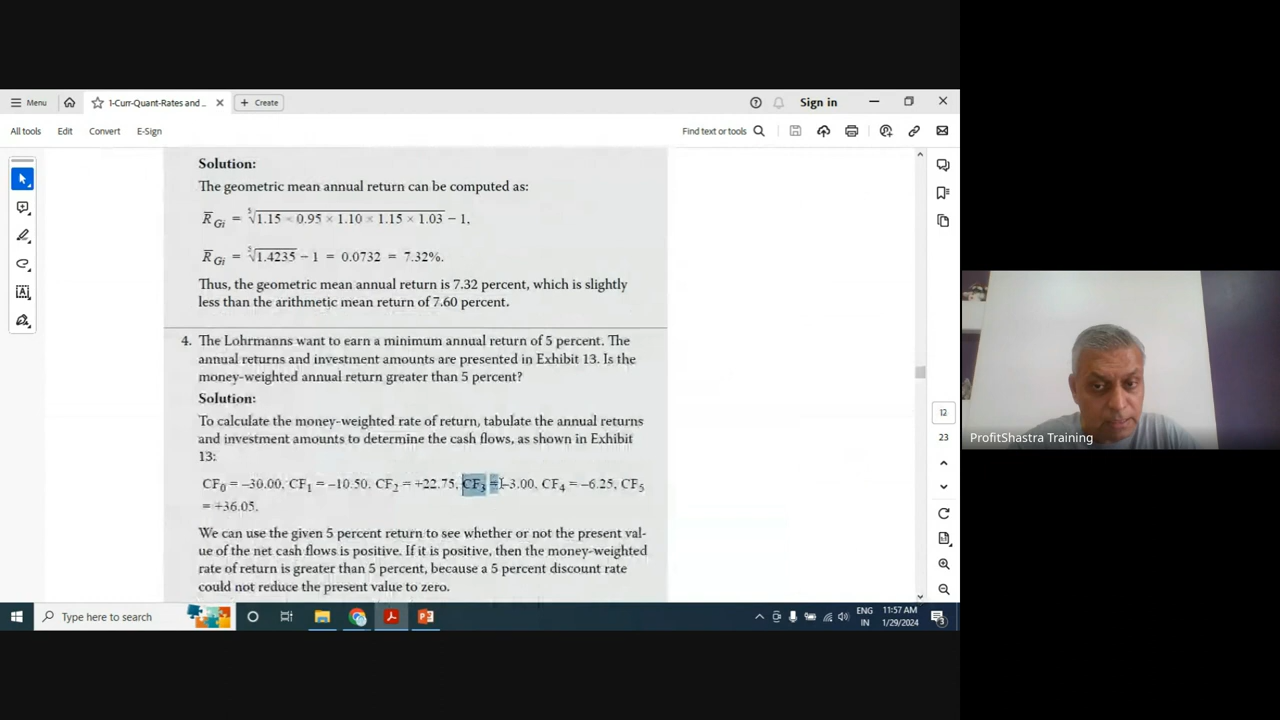 Menu
1-Curr-Quant-Rates and ...
Create
Sign in
All tools
Edit
Convert
E-Sign
Find text or tools
Solution:
The geometric mean annual return can be computed as:
R̅Gi = ⁵√1.15 × 0.95 × 1.10 × 1.15 × 1.03 − 1,
R̅Gi = ⁵√1.4235 − 1 = 0.0732 = 7.32%.
Thus, the geometric mean annual return is 7.32 percent, which is slightly
less than the arithmetic mean return of 7.60 percent.
4. The Lohrmanns want to earn a minimum annual return of 5 percent. The
annual returns and investment amounts are presented in Exhibit 13. Is the
money-weighted annual return greater than 5 percent?
Solution:
To calculate the money-weighted rate of return, tabulate the annual returns
and investment amounts to determine the cash flows, as shown in Exhibit
13:
CF0 = –30.00, CF1 = –10.50, CF2 = +22.75, CF3 = –3.00, CF4 = –6.25, CF5
= +36.05.
We can use the given 5 percent return to see whether or not the present val-
ue of the net cash flows is positive. If it is positive, then the money-weighted
rate of return is greater than 5 percent, because a 5 percent discount rate
could not reduce the present value to zero.
12
23
ProfitShastra Training
Type here to search
ENG
IN
11:57 AM
1/29/2024
3